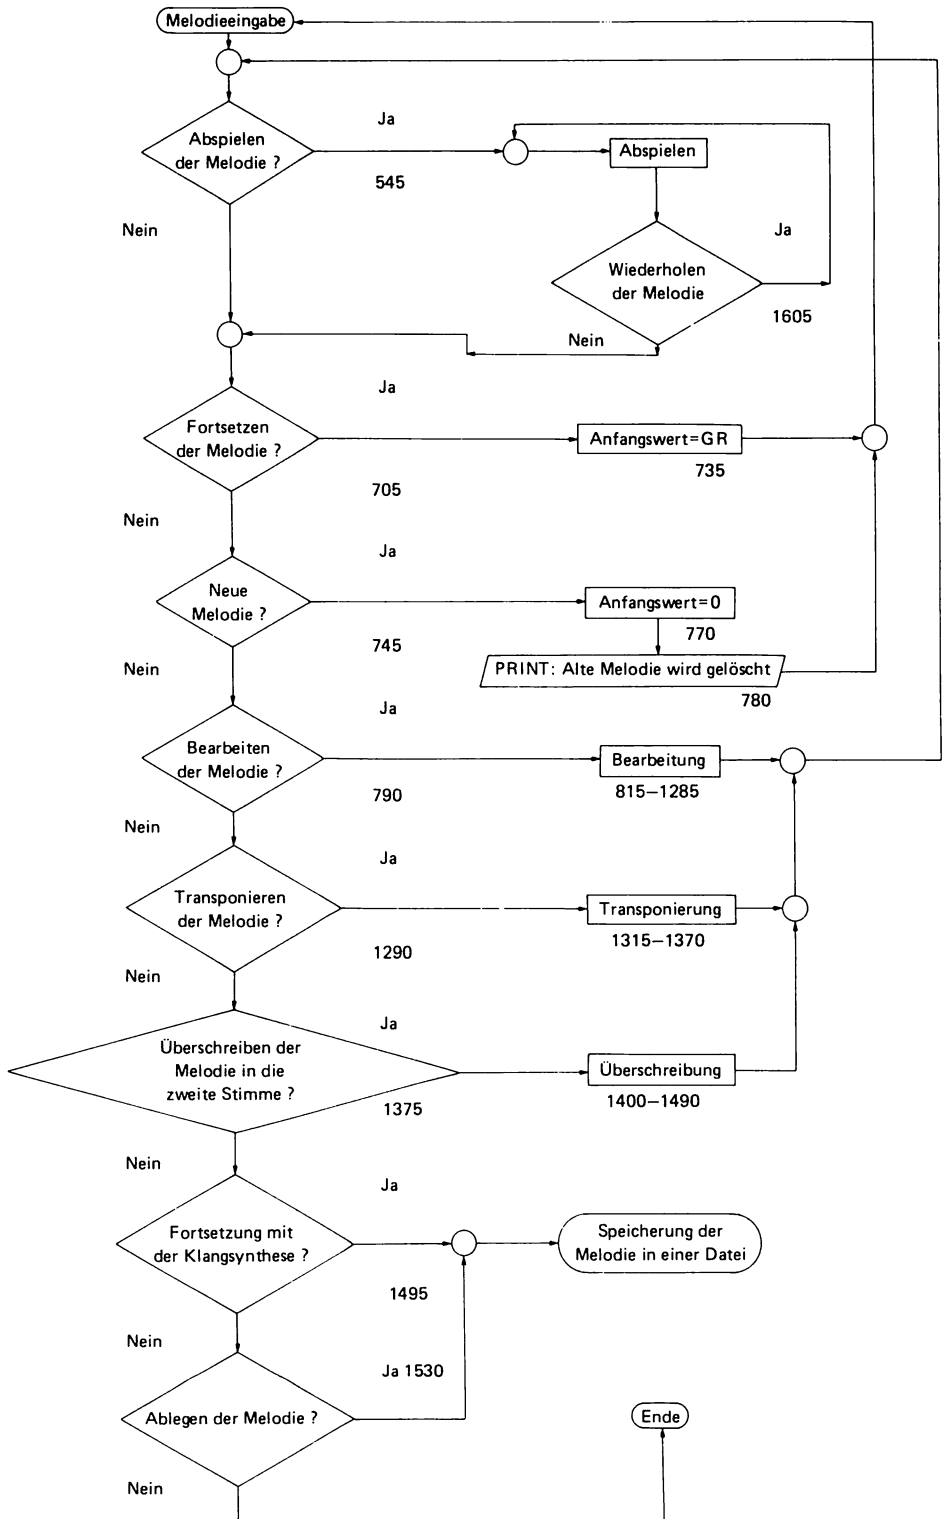 Melodieeingabe
Ja
Abspielen
der Melodie ?
Abspielen
545
Nein
Ja
Wiederholen
der Melodie
1605
Nein
Ja
Fortsetzen
der Melodie ?
Anfangswert=GR
735
705
Nein
Ja
Neue
Melodie ?
Anfangswert=0
770
745
PRINT: Alte Melodie wird gelöscht
780
Nein
Ja
Bearbeiten
der Melodie ?
Bearbeitung
815–1285
790
Nein
Ja
Transponieren
der Melodie ?
Transponierung
1315–1370
1290
Nein
Ja
Überschreiben der
Melodie in die
zweite Stimme ?
Überschreibung
1400–1490
1375
Nein
Ja
Fortsetzung mit
der Klangsynthese ?
Speicherung der
Melodie in einer Datei
1495
Nein
Ja 1530
Ablegen der Melodie ?
Ende
Nein